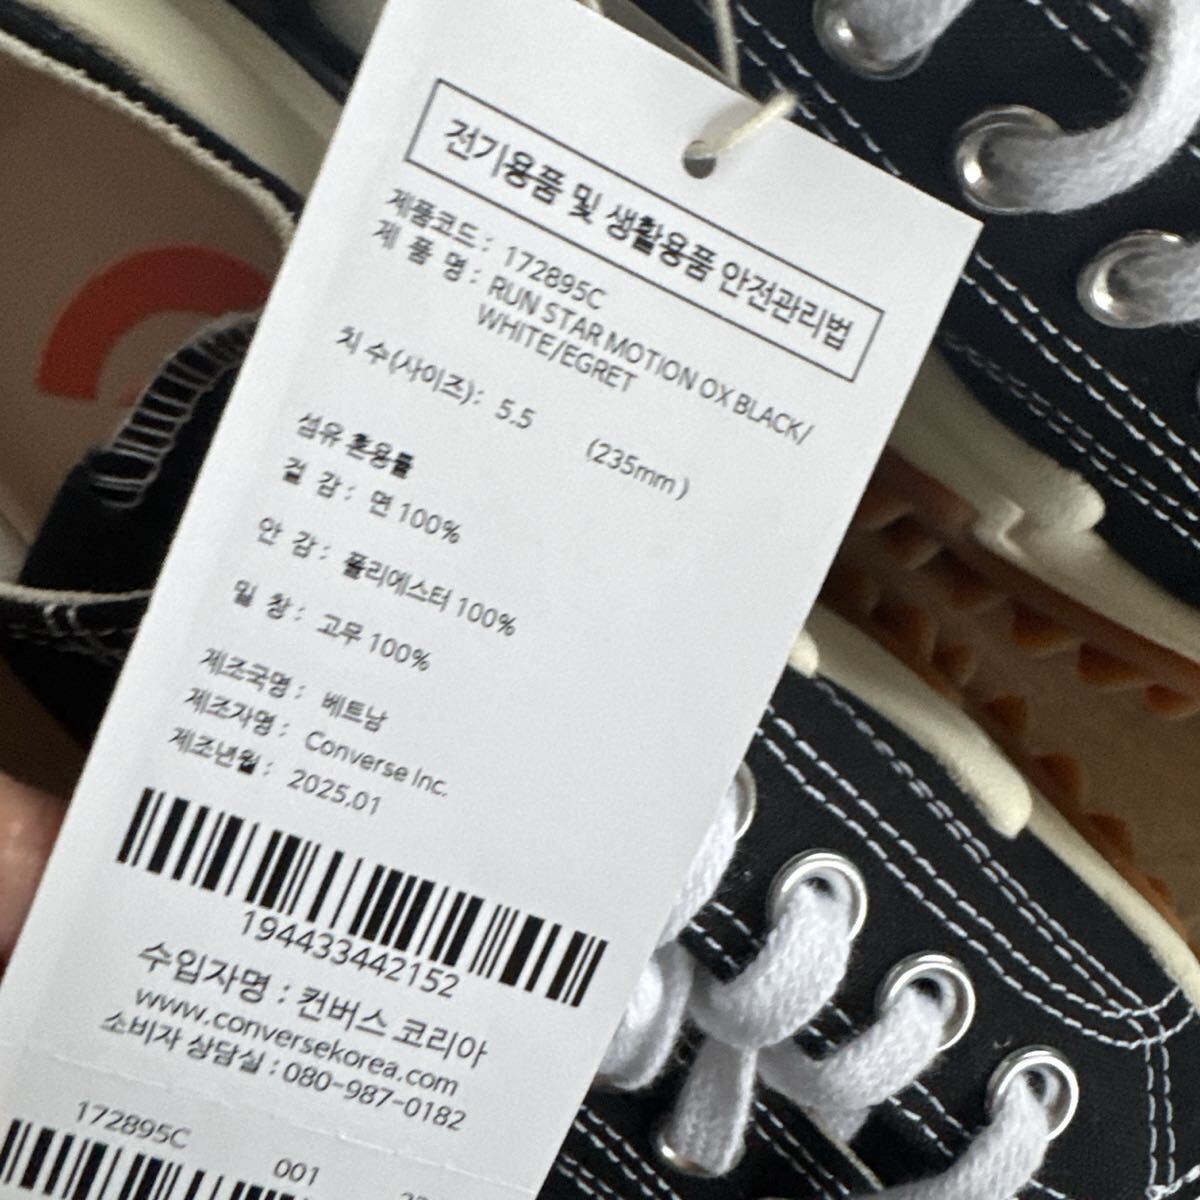 전기용품 및 생활용품 안전관리법
제품코드 : 172895C
제 품 명 : RUN STAR MOTION OX BLACK/
WHITE/EGRET
치 수(사이즈) : 5.5 (235mm)
섬유 혼용률
겉 감 : 면 100%
안 감 : 폴리에스터 100%
밑 창 : 고무 100%
제조국명 : 베트남
제조자명 : Converse Inc.
제조년월 : 2025.01
194433442152
수입자명 : 컨버스 코리아
www.conversekorea.com
소비자 상담실 : 080-987-0182
172895C
001